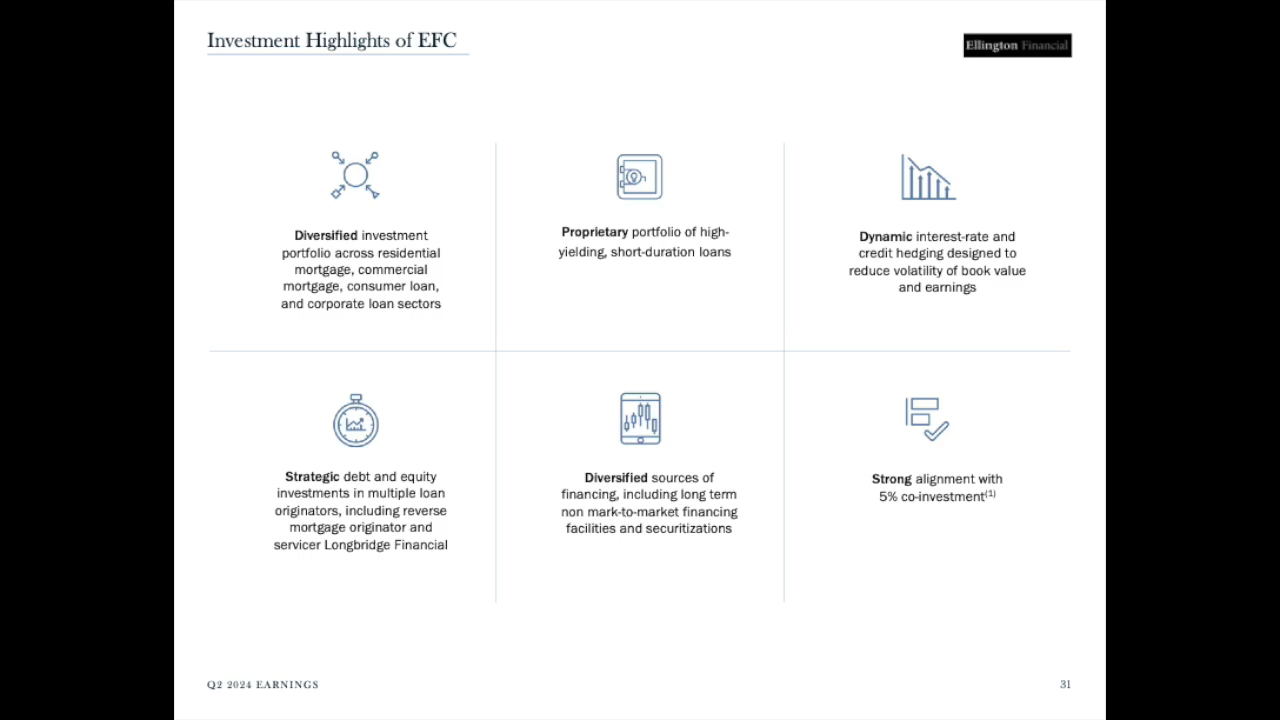 Investment Highlights of EFC
Ellington Financial
Diversified investment
portfolio across residential
mortgage, commercial
mortgage, consumer loan,
and corporate loan sectors
Proprietary portfolio of high-
yielding, short-duration loans
Dynamic interest-rate and
credit hedging designed to
reduce volatility of book value
and earnings
Strategic debt and equity
investments in multiple loan
originators, including reverse
mortgage originator and
servicer Longbridge Financial
Diversified sources of
financing, including long term
non mark-to-market financing
facilities and securitizations
Strong alignment with
5% co-investment(1)
Q2 2024 EARNINGS
31